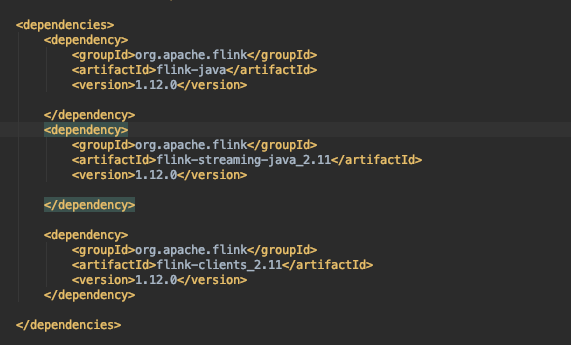 <dependencies>
<dependency>
<groupId>org.apache.flink</groupId>
<artifactId>flink-java</artifactId>
<version>1.12.0</version>
</dependency>
<dependency>
<groupId>org.apache.flink</groupId>
<artifactId>flink-streaming-java_2.11</artifactId>
<version>1.12.0</version>
</dependency>
<dependency>
<groupId>org.apache.flink</groupId>
<artifactId>flink-clients_2.11</artifactId>
<version>1.12.0</version>
</dependency>
</dependencies>